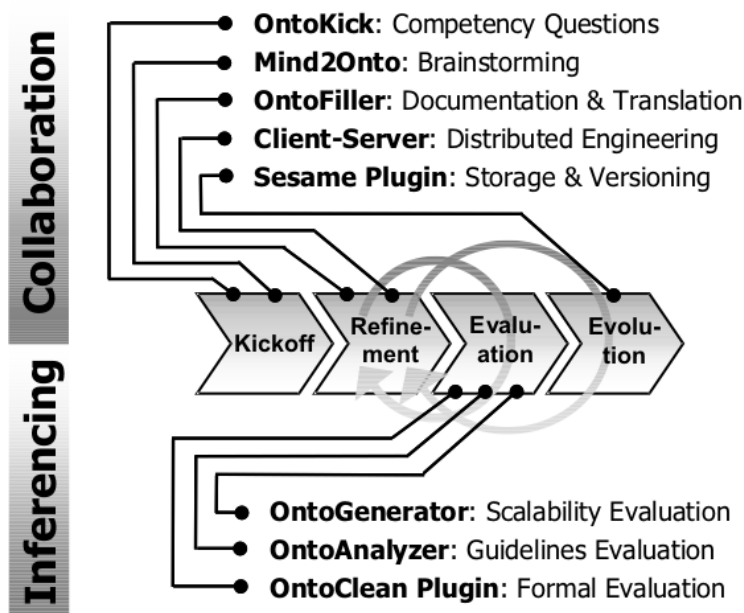 Collaboration
OntoKick: Competency Questions
Mind2Onto: Brainstorming
OntoFiller: Documentation & Translation
Client-Server: Distributed Engineering
Sesame Plugin: Storage & Versioning
Kickoff
Refine-
ment
Evalu-
ation
Evolu-
tion
Inferencing
OntoGenerator: Scalability Evaluation
OntoAnalyzer: Guidelines Evaluation
OntoClean Plugin: Formal Evaluation